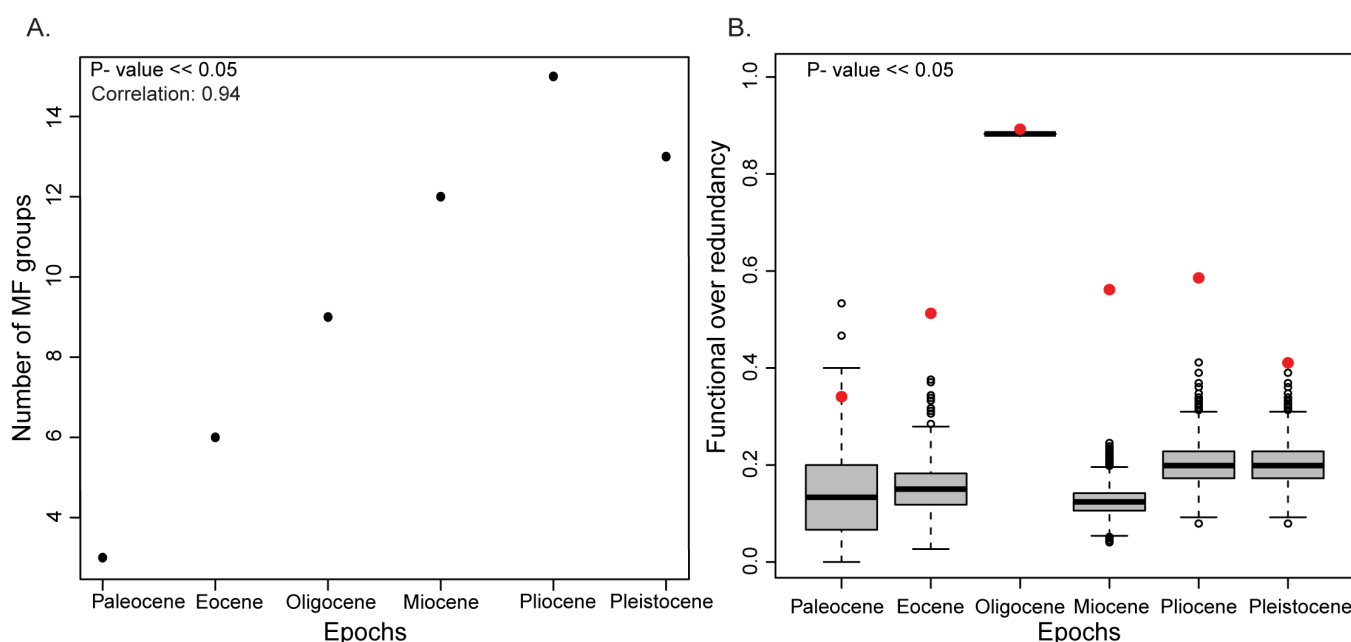 A.
P- value << 0.05
Correlation: 0.94
Number of MF groups
14
12
10
8
6
4
Paleocene Eocene Oligocene Miocene Pliocene Pleistocene
Epochs
B.
P- value << 0.05
Functional over redundancy
1.0
0.8
0.6
0.4
0.2
0.0
Paleocene Eocene Oligocene Miocene Pliocene Pleistocene
Epochs